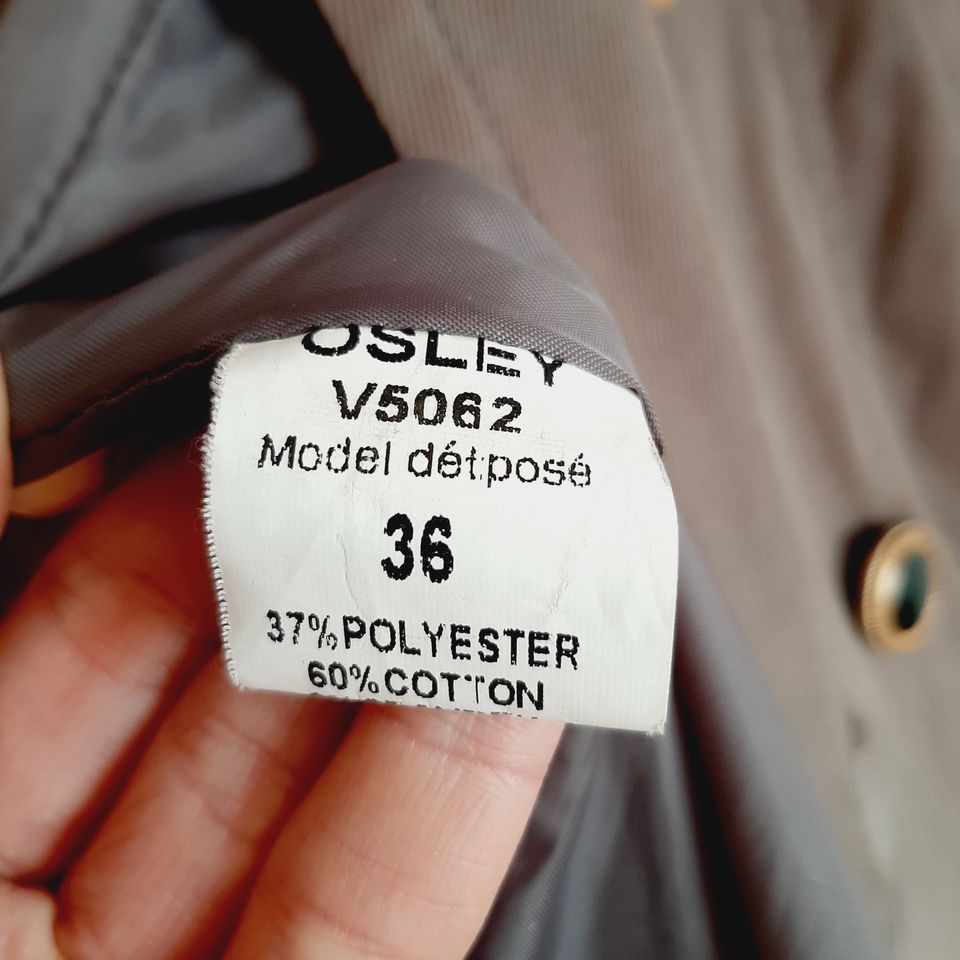 OSLEY
V5062
Model détposé
36
37%POLYESTER
60%COTTON